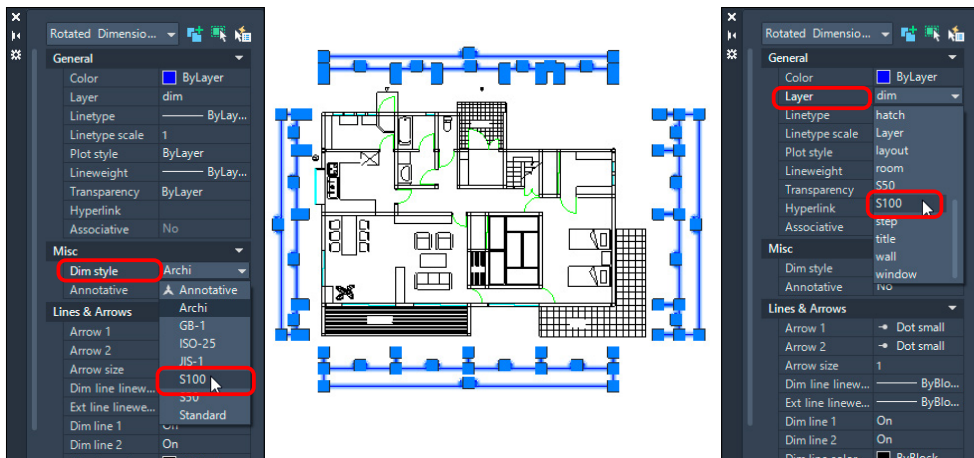 Rotated Dimensio...
General
Color ByLayer
Layer dim
Linetype ByLay...
Linetype scale 1
Plot style ByLayer
Lineweight ByLay...
Transparency ByLayer
Hyperlink
Associative No
Misc
Dim style Archi
Annotative Annotative
Archi
Lines & Arrows
Arrow 1 GB-1
Arrow 2 ISO-25
JIS-1
Arrow size S100
Dim line linew...
Ext line linewe... S50
Standard
Dim line 1 On
Dim line 2 On
Rotated Dimensio...
General
Color ByLayer
Layer dim
Linetype hatch
Linetype scale Layer
Plot style layout
Lineweight room
Transparency S50
Hyperlink S100
Associative step
title
Misc wall
Dim style window
Annotative No
Lines & Arrows
Arrow 1 Dot small
Arrow 2 Dot small
Arrow size 1
Dim line linew... ByBlo...
Ext line linewe... ByBlo...
Dim line 1 On
Dim line 2 On
Dim line color ByBlock